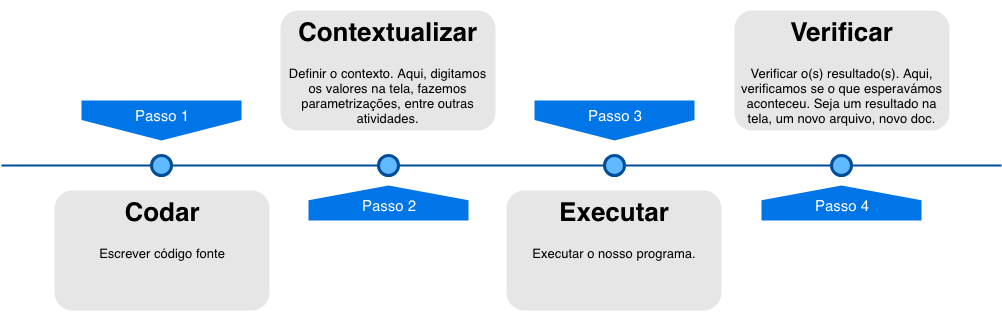 Passo 1
Codar
Escrever código fonte
Contextualizar
Definir o contexto. Aqui, digitamos
os valores na tela, fazemos
parametrizações, entre outras
atividades.
Passo 2
Passo 3
Executar
Executar o nosso programa.
Verificar
Verificar o(s) resultado(s). Aqui,
verificamos se o que esperavámos
aconteceu. Seja um resultado na
tela, um novo arquivo, novo doc.
Passo 4